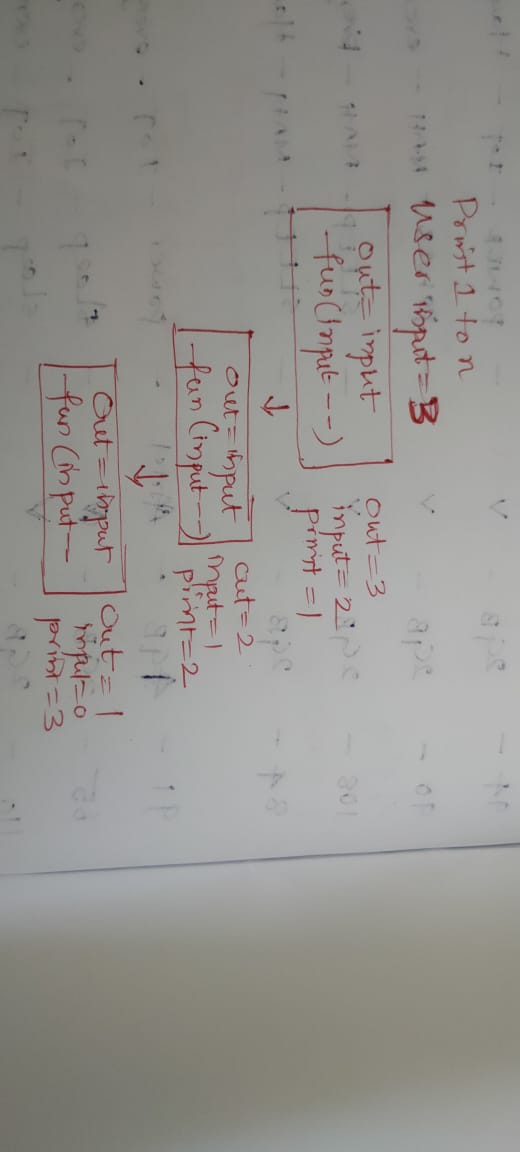 Print 1 to n
User input = 3
out = input
fun(input--)
out = 3
input = 2
print = 1
out = input
fun(input--)
out = 2
input = 1
print = 2
out = input
fun(input--
out = 1
input = 0
print = 3